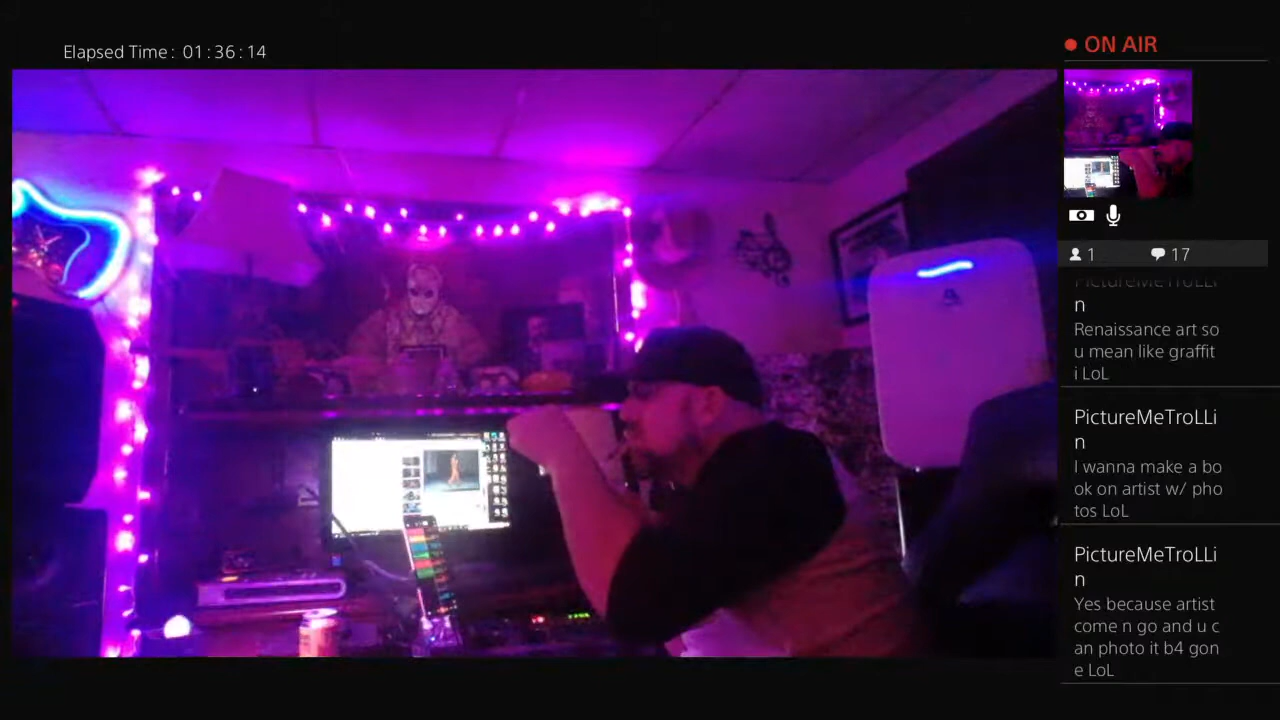 Elapsed Time: 01:36:14
ON AIR
1
17
PictureMeTroLLi
n
Renaissance art so
u mean like graffit
i LoL
PictureMeTroLLi
n
I wanna make a bo
ok on artist w/ pho
tos LoL
PictureMeTroLLi
n
Yes because artist
come n go and u c
an photo it b4 gon
e LoL